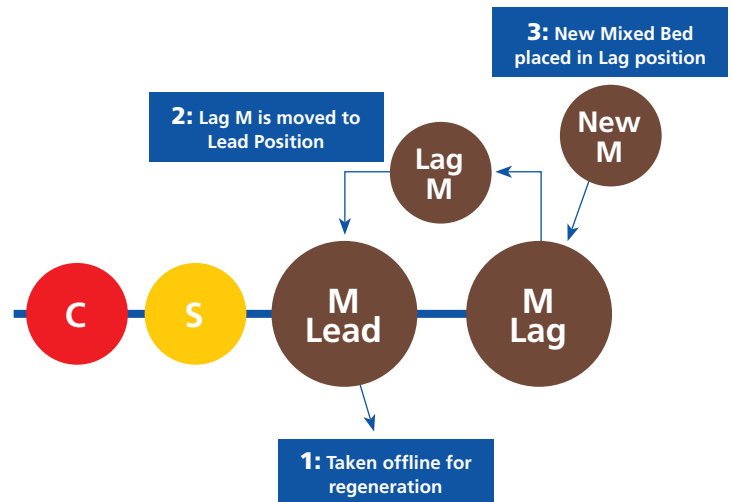 3: New Mixed Bed
placed in Lag position
2: Lag M is moved to
Lead Position
New
M
Lag
M
C
S
M
Lead
M
Lag
1: Taken offline for
regeneration